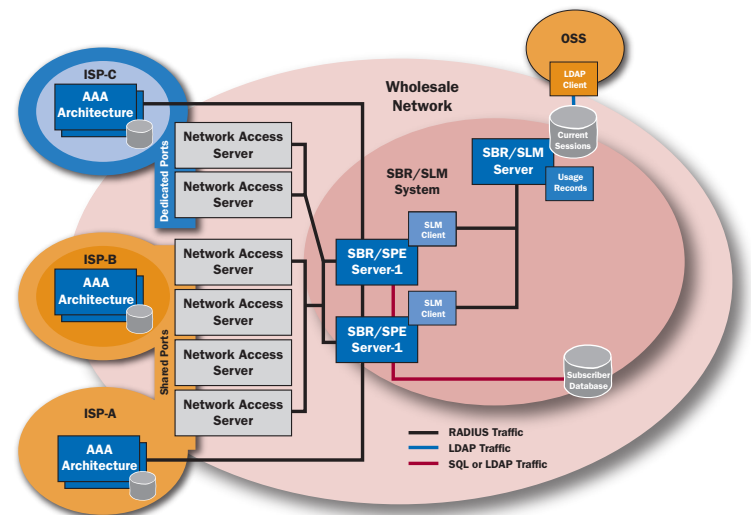 OSS
LDAP
Client
ISP-C
AAA
Architecture
Wholesale
Network
Current
Sessions
Dedicated Ports
Network Access
Server
Network Access
Server
SBR/SLM
System
SBR/SLM
Server
Usage
Records
SLM
Client
ISP-B
AAA
Architecture
Shared Ports
Network Access
Server
Network Access
Server
Network Access
Server
Network Access
Server
SBR/SPE
Server-1
SLM
Client
SBR/SPE
Server-1
Subscriber
Database
ISP-A
AAA
Architecture
RADIUS Traffic
LDAP Traffic
SQL or LDAP Traffic